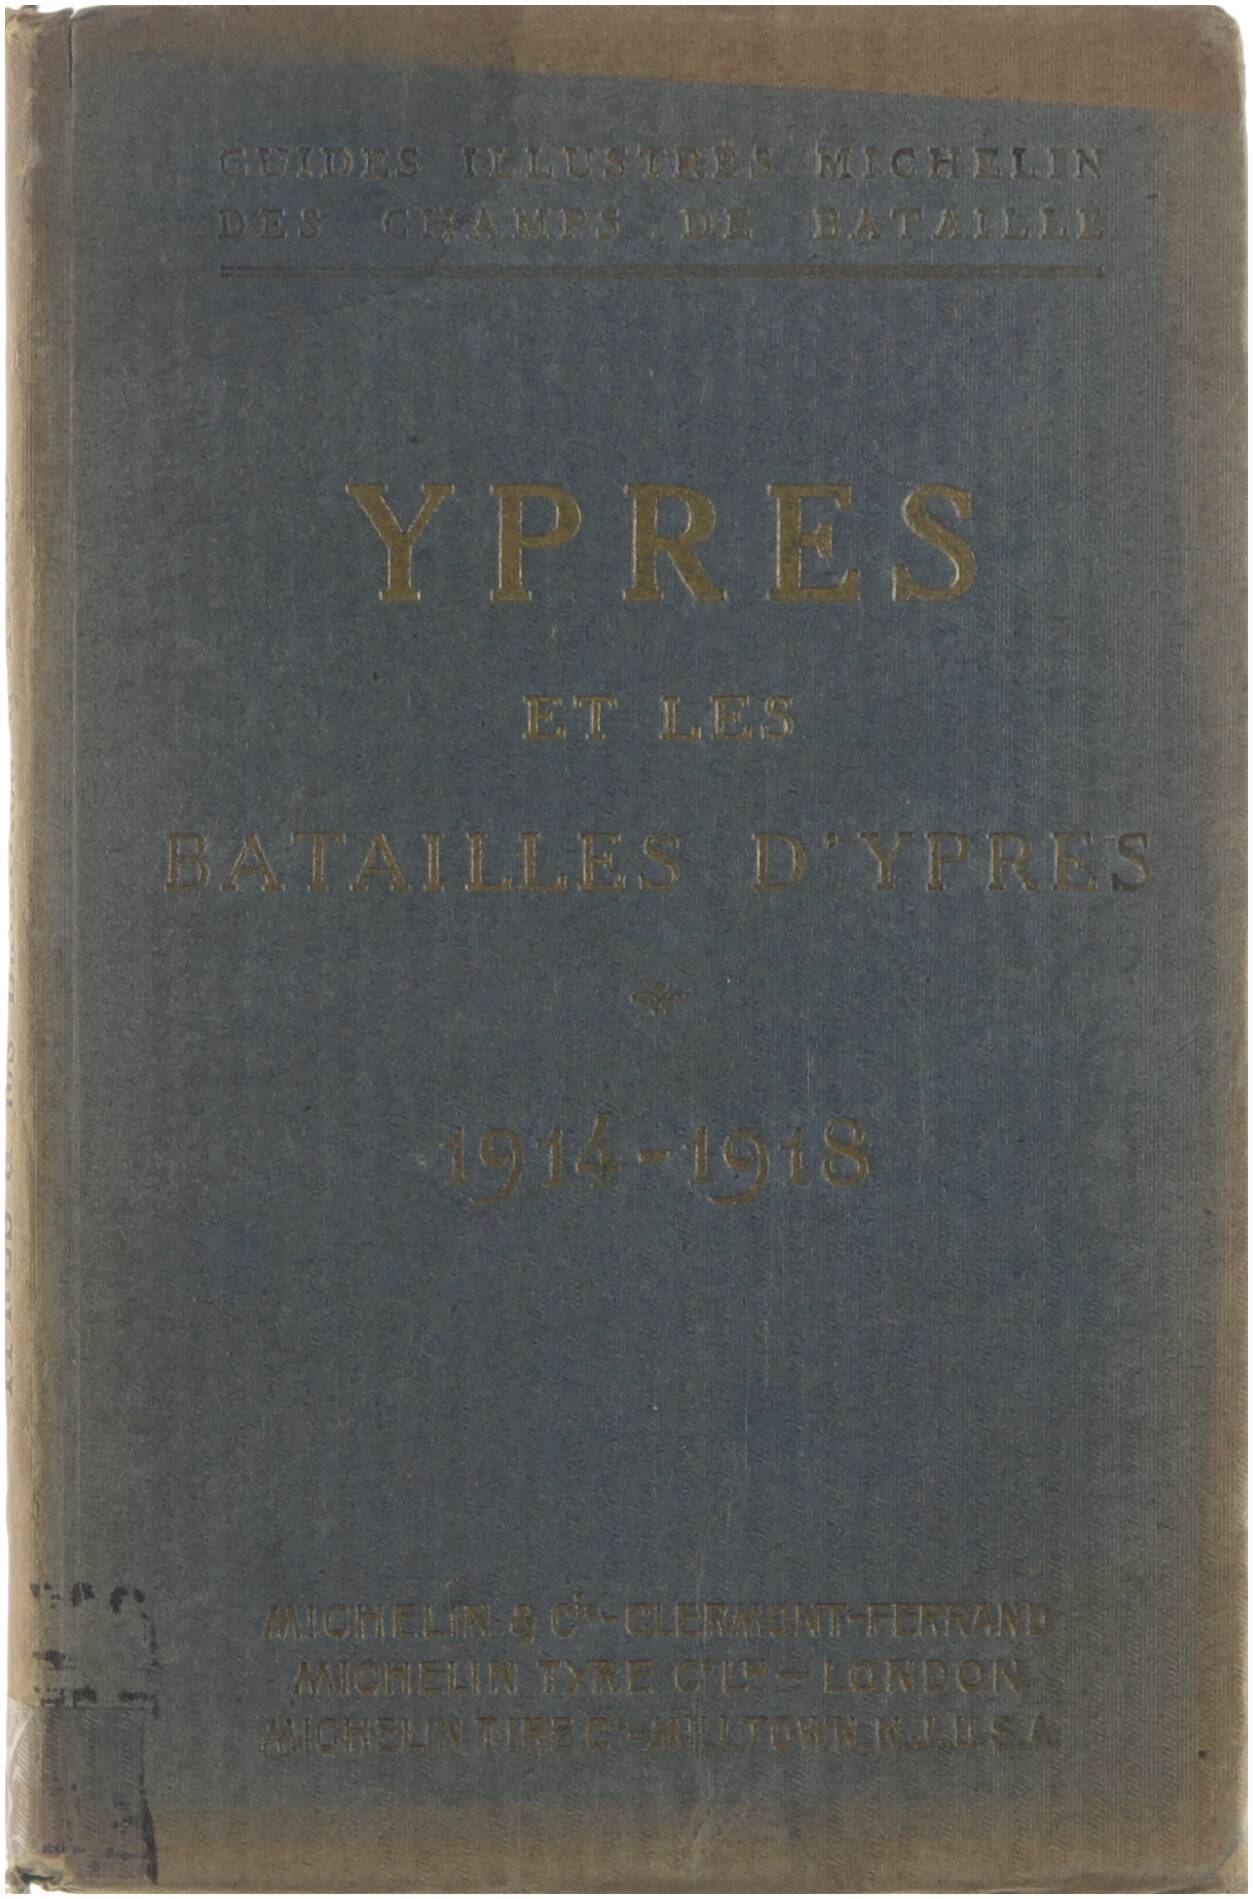 GUIDES ILLUSTRÉS MICHELIN
DES CHAMPS DE BATAILLE
YPRES
ET LES
BATAILLES D'YPRES
1914-1918
MICHELIN & Cie - CLERMONT-FERRAND
MICHELIN TYRE Co Ltd - LONDON
MICHELIN TIRE Co - MILLTOWN. N.J. U.S.A.